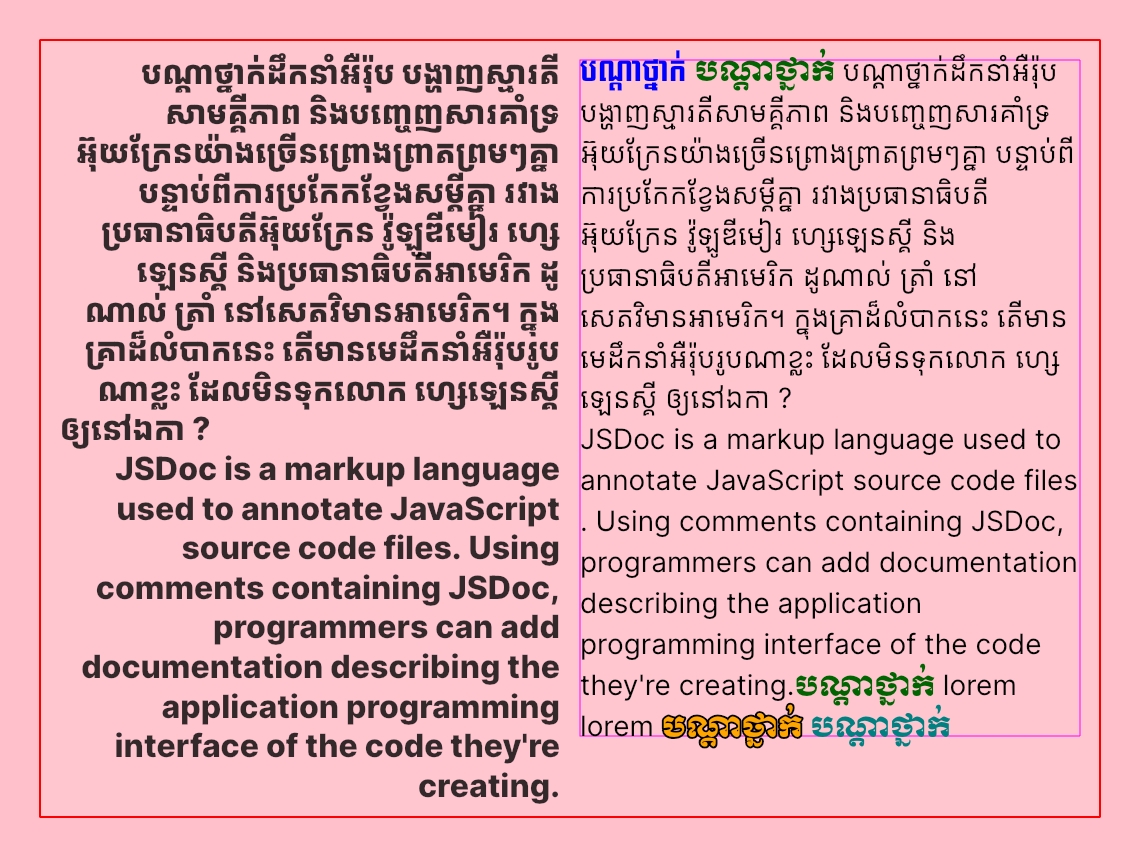 បណ្ដាថ្នាក់ដឹកនាំអឺរ៉ុប បង្ហាញស្មារតី
សាមគ្គីភាព និងបញ្ចេញសារគាំទ្រ
អ៊ុយក្រែនយ៉ាងច្រើនព្រោងព្រាតព្រមៗគ្នា
បន្ទាប់ពីការប្រកែកខ្វែងសម្ដីគ្នា រវាង
ប្រធានាធិបតីអ៊ុយក្រែន វ៉ូឡូឌីមៀរ ហ្សេ
ឡេនស្គី និងប្រធានាធិបតីអាមេរិក ដូ
ណាល់ ត្រាំ នៅសេតវិមានអាមេរិក។ ក្នុង
គ្រាដ៏លំបាកនេះ តើមានមេដឹកនាំអឺរ៉ុបរូប
ណាខ្លះ ដែលមិនទុកលោក ហ្សេឡេនស្គី
ឲ្យនៅឯកា ?
JSDoc is a markup language
used to annotate JavaScript
source code files. Using
comments containing JSDoc,
programmers can add
documentation describing the
application programming
interface of the code they're
creating.
បណ្ដាថ្នាក់ បណ្ដាថ្នាក់ បណ្ដាថ្នាក់ដឹកនាំអឺរ៉ុប
បង្ហាញស្មារតីសាមគ្គីភាព និងបញ្ចេញសារគាំទ្រ
អ៊ុយក្រែនយ៉ាងច្រើនព្រោងព្រាតព្រមៗគ្នា បន្ទាប់ពី
ការប្រកែកខ្វែងសម្ដីគ្នា រវាងប្រធានាធិបតី
អ៊ុយក្រែន វ៉ូឡូឌីមៀរ ហ្សេឡេនស្គី និង
ប្រធានាធិបតីអាមេរិក ដូណាល់ ត្រាំ នៅ
សេតវិមានអាមេរិក។ ក្នុងគ្រាដ៏លំបាកនេះ តើមាន
មេដឹកនាំអឺរ៉ុបរូបណាខ្លះ ដែលមិនទុកលោក ហ្សេ
ឡេនស្គី ឲ្យនៅឯកា ?
JSDoc is a markup language used to
annotate JavaScript source code files
. Using comments containing JSDoc,
programmers can add documentation
describing the application
programming interface of the code
they're creating.បណ្ដាថ្នាក់ lorem
lorem បណ្ដាថ្នាក់ បណ្ដាថ្នាក់